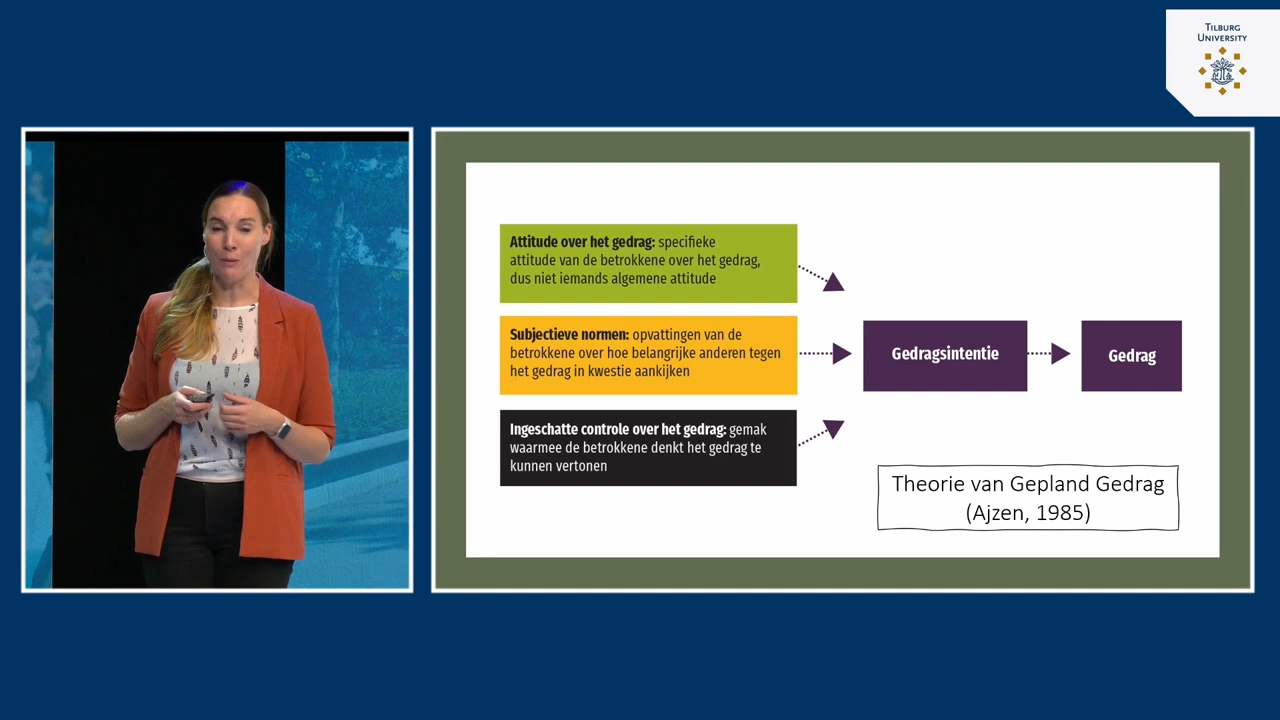 TILBURG
UNIVERSITY
Attitude over het gedrag: specifieke
attitude van de betrokkene over het gedrag,
dus niet iemands algemene attitude
Subjectieve normen: opvattingen van de
betrokkene over hoe belangrijke anderen tegen
het gedrag in kwestie aankijken
Ingeschatte controle over het gedrag: gemak
waarmee de betrokkene denkt het gedrag te
kunnen vertonen
Gedragsintentie
Gedrag
Theorie van Gepland Gedrag
(Ajzen, 1985)